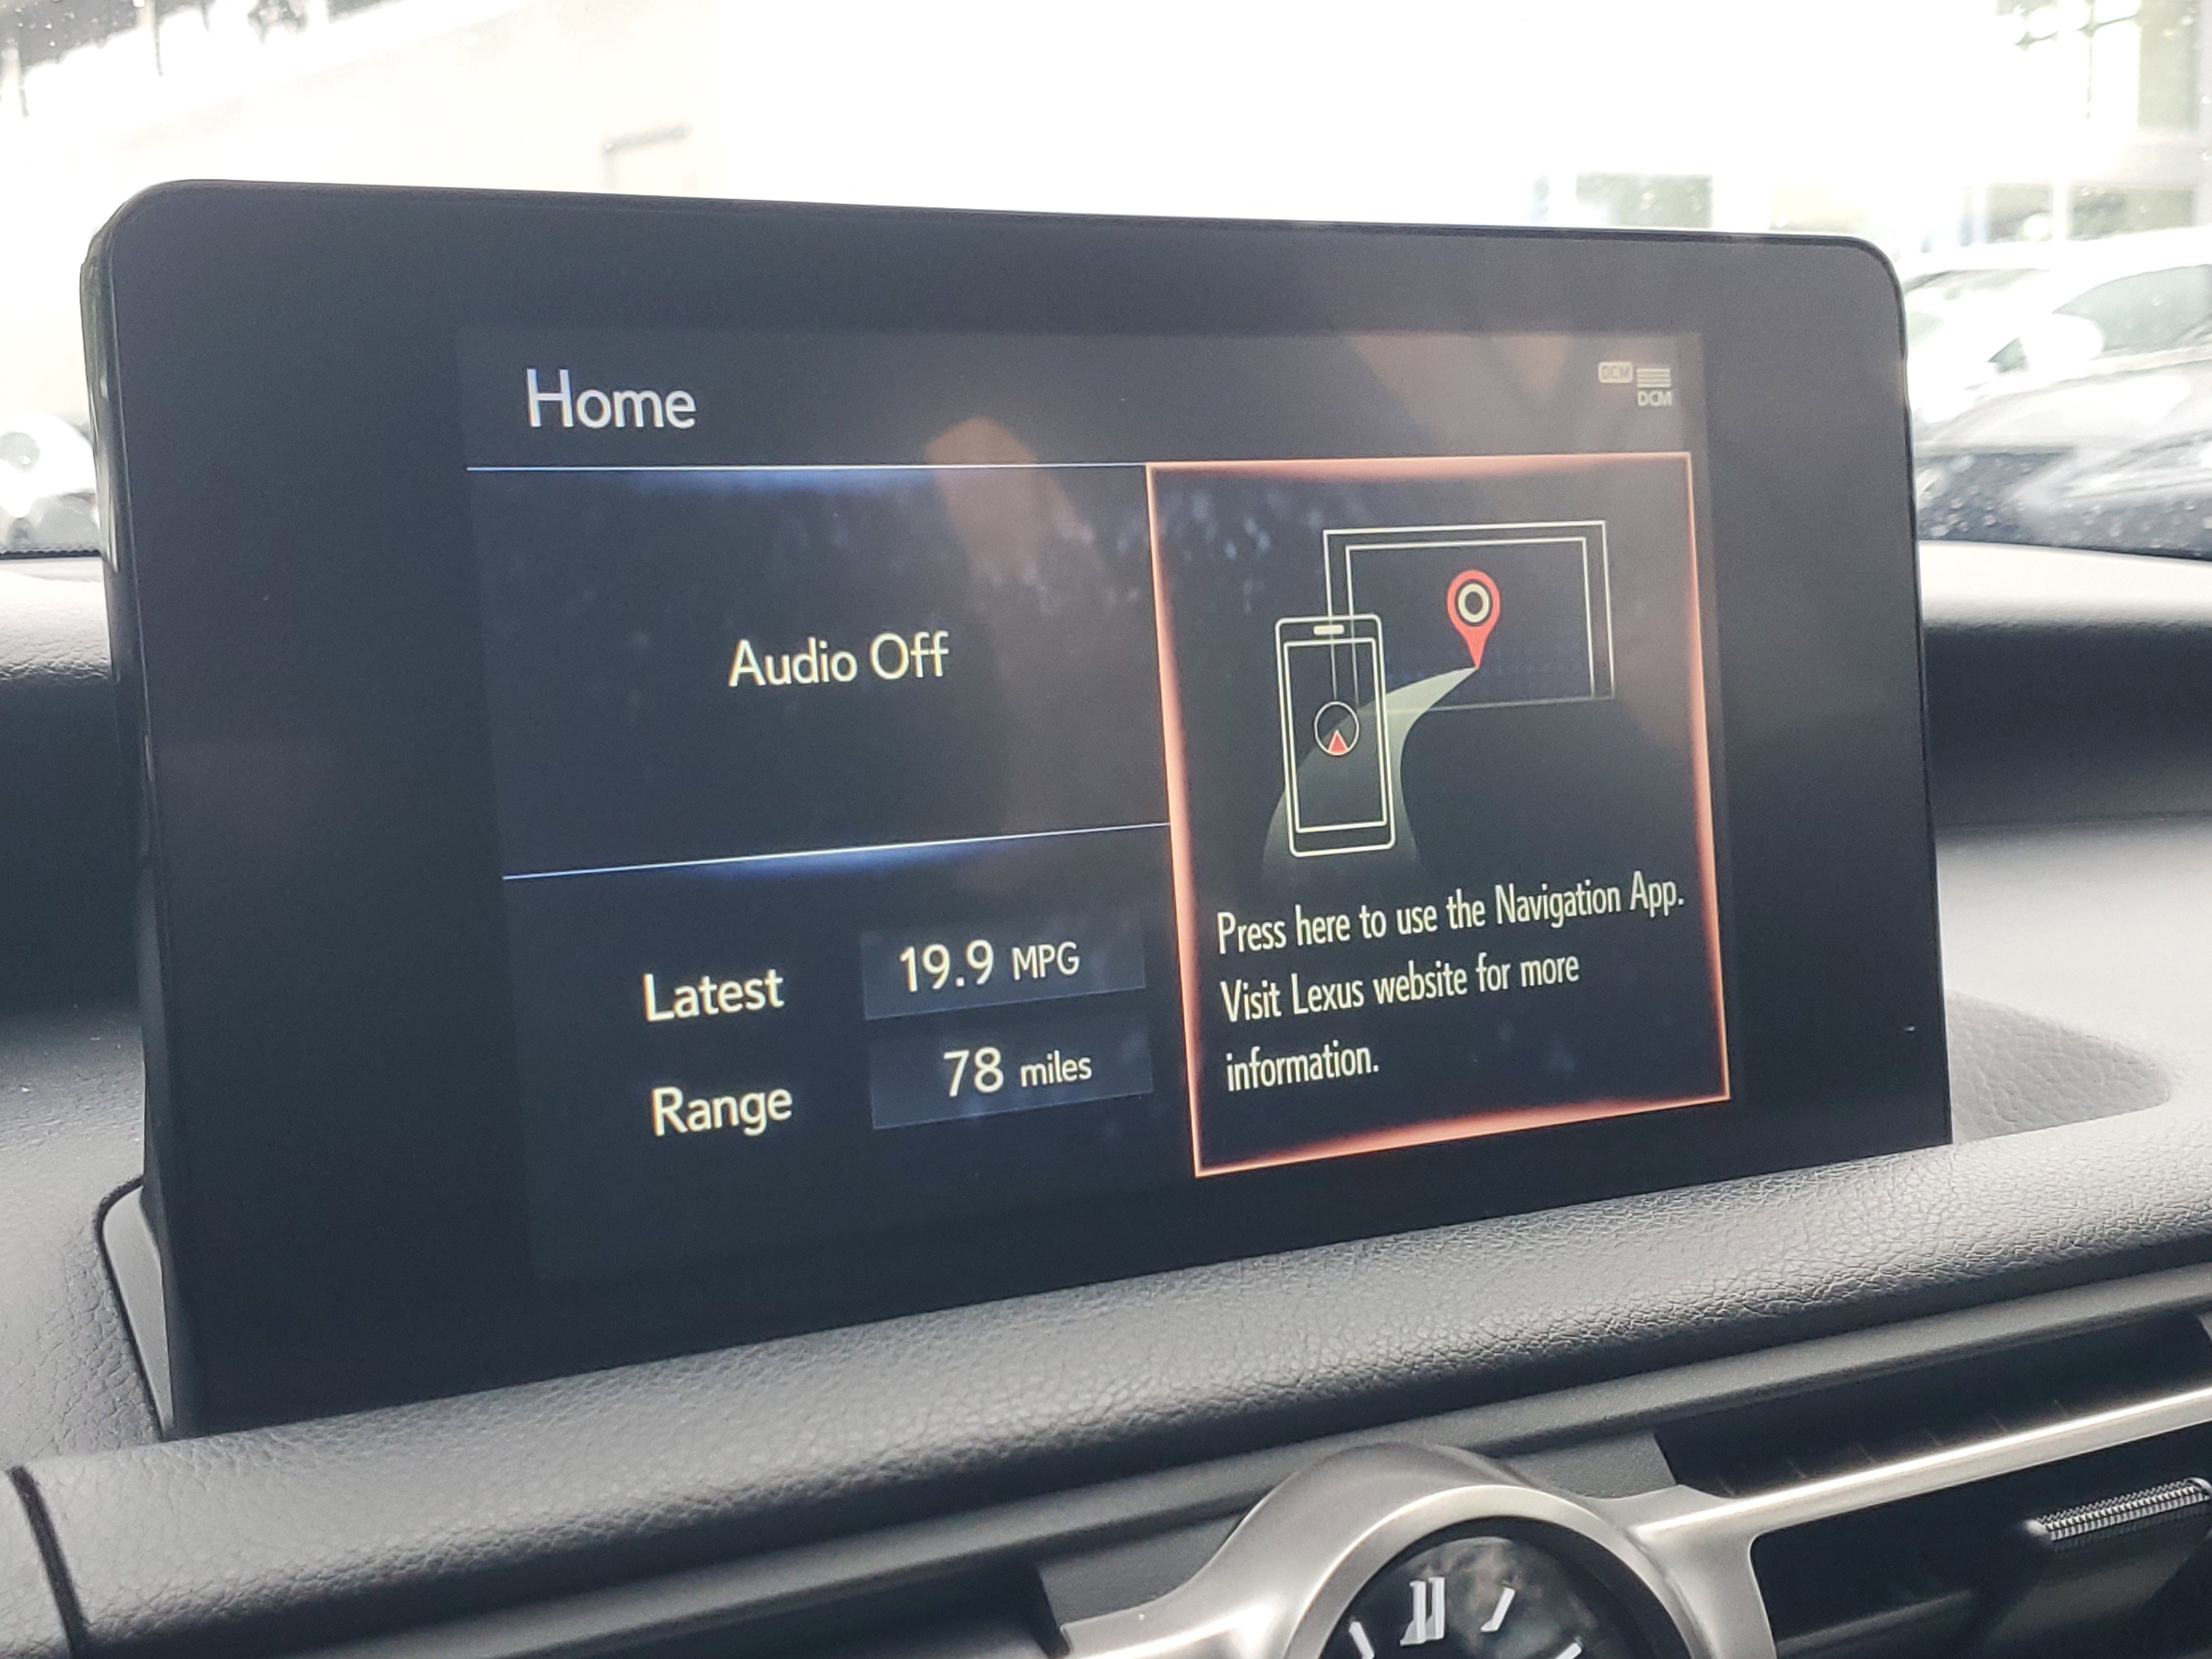 Home
DCM
DCM
Audio Off
Latest 19.9 MPG
Range 78 miles
Press here to use the Navigation App.
Visit Lexus website for more
information.